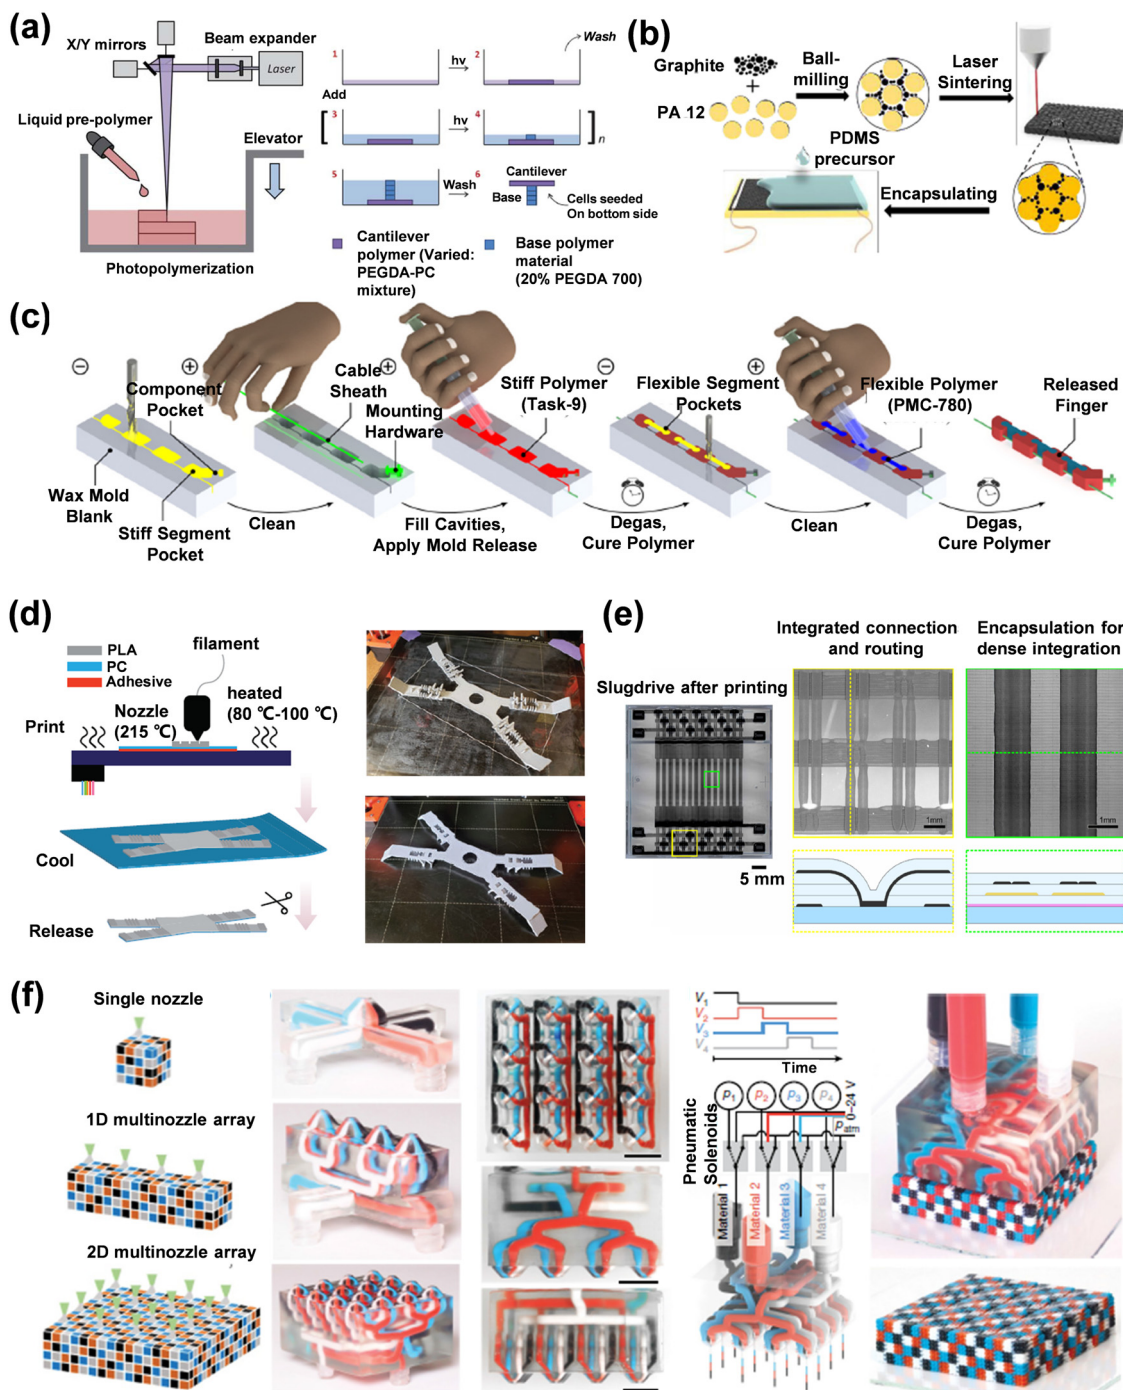 (a)
X/Y mirrors
Beam expander
Laser
Liquid pre-polymer
Elevator
Photopolymerization
1
hv
2
Wash
Add
3
hv
4
n
5
Wash
6
Cantilever
Base
Cells seeded
On bottom side
Cantilever
polymer (Varied:
PEGDA-PC
mixture)
Base polymer
material
(20% PEGDA 700)
(b)
Graphite
+
PA 12
Ball-
milling
Laser
Sintering
PDMS
precursor
Encapsulating
(c)
Component
Pocket
Cable
Sheath
Mounting
Hardware
Stiff Polymer
(Task-9)
Flexible Segment
Pockets
Flexible Polymer
(PMC-780)
Released
Finger
Wax Mold
Blank
Stiff Segment
Pocket
Clean
Fill Cavities,
Apply Mold Release
Degas,
Cure Polymer
Clean
Degas,
Cure Polymer
(d)
PLA
PC
Adhesive
filament
Print
Nozzle
(215 ℃)
heated
(80 ℃-100 ℃)
Cool
Release
(e)
Slugdrive after printing
5 mm
Integrated connection
and routing
1mm
Encapsulation for
dense integration
1mm
(f)
Single nozzle
1D multinozzle array
2D multinozzle array
V1
V2
V3
V4
Time
p1
p2
p3
p4
0–24 V
patm
Pneumatic
Solenoids
Material 1
Material 2
Material 3
Material 4